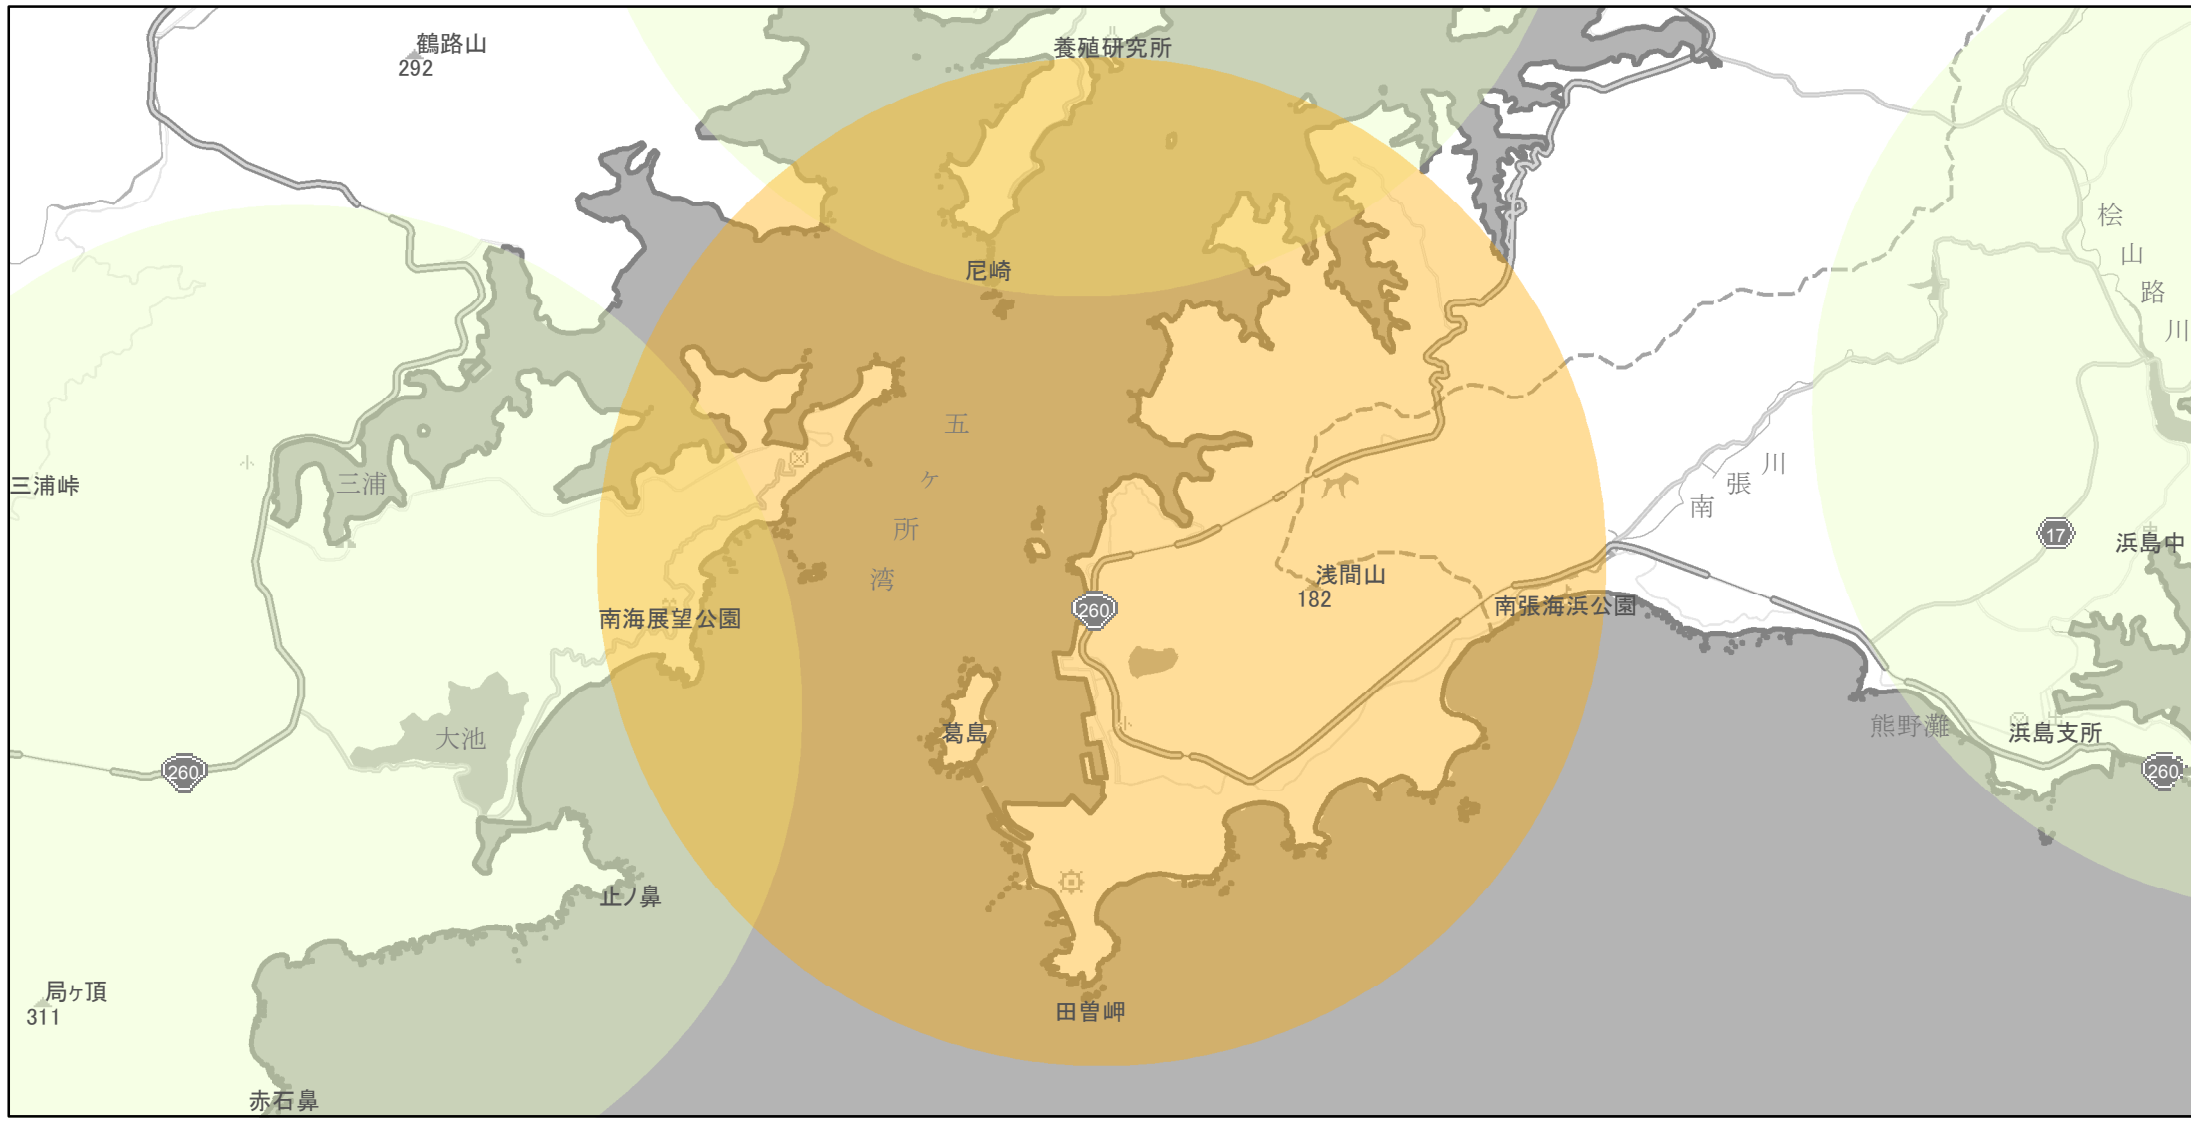 鶴路山
292
養殖研究所
桧山路川
尼崎
五ヶ所湾
三浦峠
小
三浦
南張川
17
浜島中
浅間山
182
260
南海展望公園
南張海浜公園
大池
葛島
小
熊野灘
浜島支所
260
260
止ノ鼻
局ヶ頂
311
田曽岬
赤石鼻